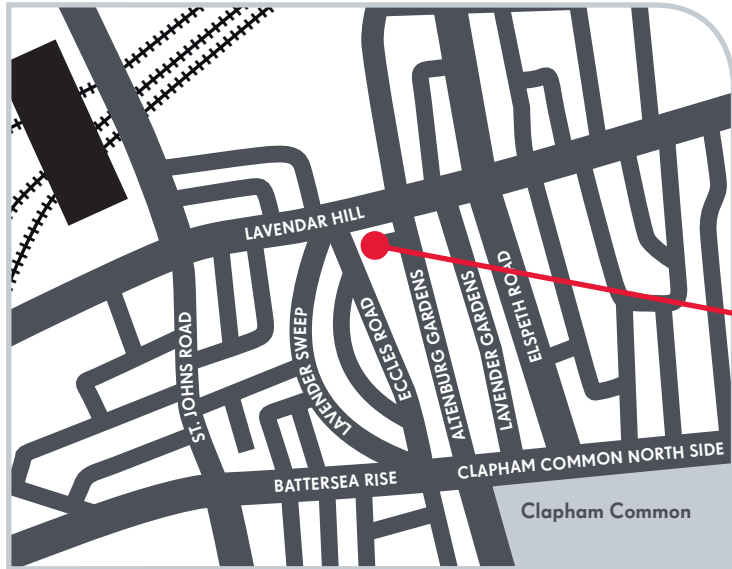 LAVENDAR HILL
ST. JOHNS ROAD
LAVENDER SWEEP
ECCLES ROAD
ALTENBURG GARDENS
LAVENDER GARDENS
ELSPETH ROAD
BATTERSEA RISE
CLAPHAM COMMON NORTH SIDE
Clapham Common